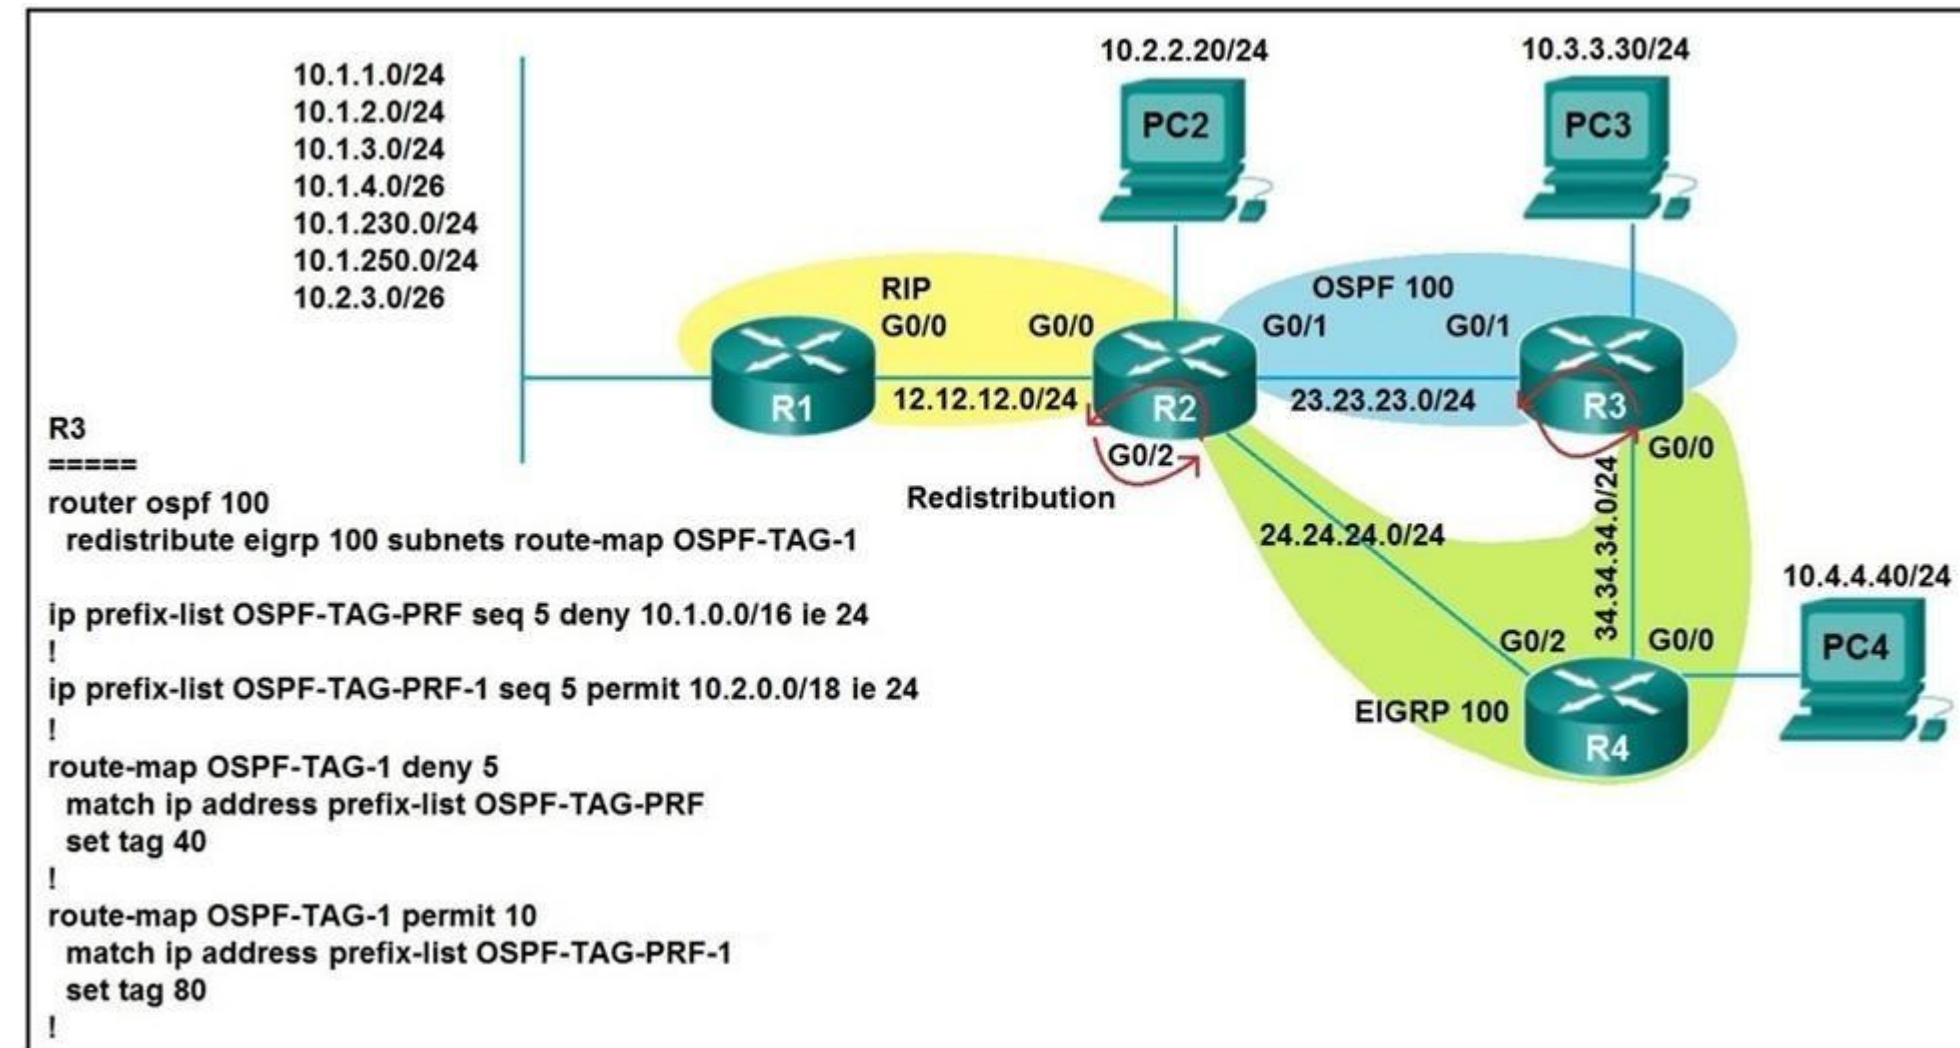 10.1.1.0/24
10.1.2.0/24
10.1.3.0/24
10.1.4.0/26
10.1.230.0/24
10.1.250.0/24
10.2.3.0/26
10.2.2.20/24
10.3.3.30/24
PC2
PC3
RIP
G0/0
G0/0
OSPF 100
G0/1
G0/1
R1
12.12.12.0/24
R2
23.23.23.0/24
R3
G0/2
G0/0
Redistribution
24.24.24.0/24
34.34.34.0/24
10.4.4.40/24
G0/2
G0/0
PC4
EIGRP 100
R4
R3
=====
router ospf 100
redistribute eigrp 100 subnets route-map OSPF-TAG-1
ip prefix-list OSPF-TAG-PRF seq 5 deny 10.1.0.0/16 ie 24
!
ip prefix-list OSPF-TAG-PRF-1 seq 5 permit 10.2.0.0/18 ie 24
!
route-map OSPF-TAG-1 deny 5
match ip address prefix-list OSPF-TAG-PRF
set tag 40
!
route-map OSPF-TAG-1 permit 10
match ip address prefix-list OSPF-TAG-PRF-1
set tag 80
!